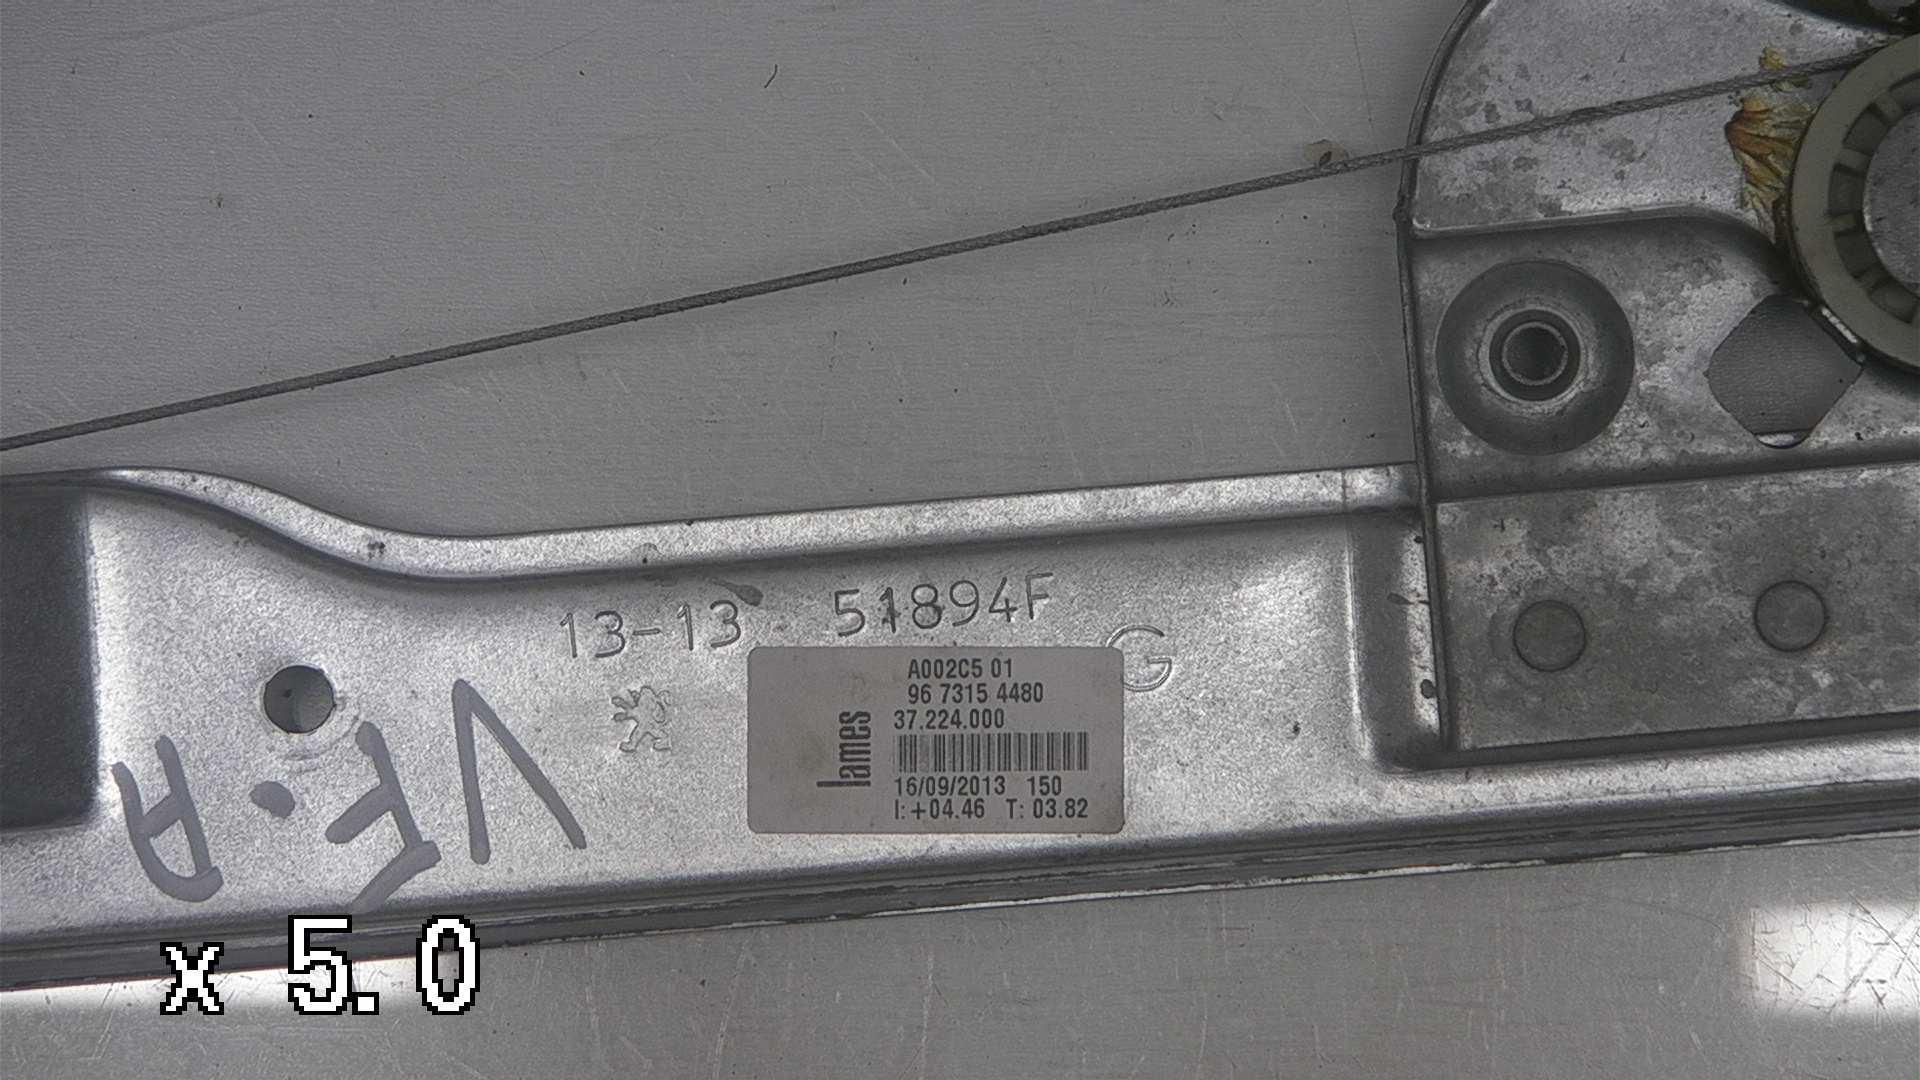 13-13 51894F
G
A002C5 01
96 7315 4480
37.224.000
lames
16/09/2013 150
I:+04.46 T: 03.82
VF.A
x 5.0